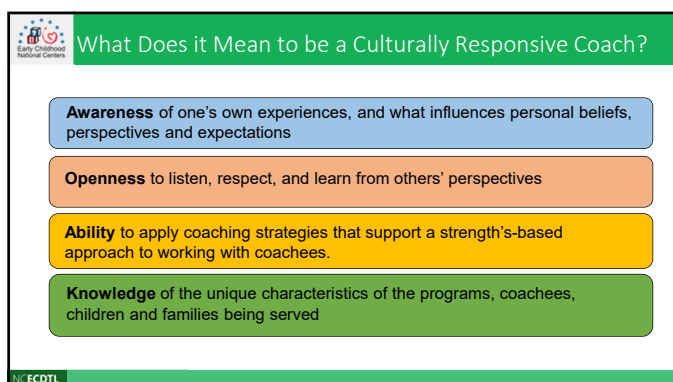 Early Childhood
National Centers
What Does it Mean to be a Culturally Responsive Coach?
Awareness of one's own experiences, and what influences personal beliefs,
perspectives and expectations
Openness to listen, respect, and learn from others' perspectives
Ability to apply coaching strategies that support a strength's-based
approach to working with coachees.
Knowledge of the unique characteristics of the programs, coachees,
children and families being served
NCECDTL